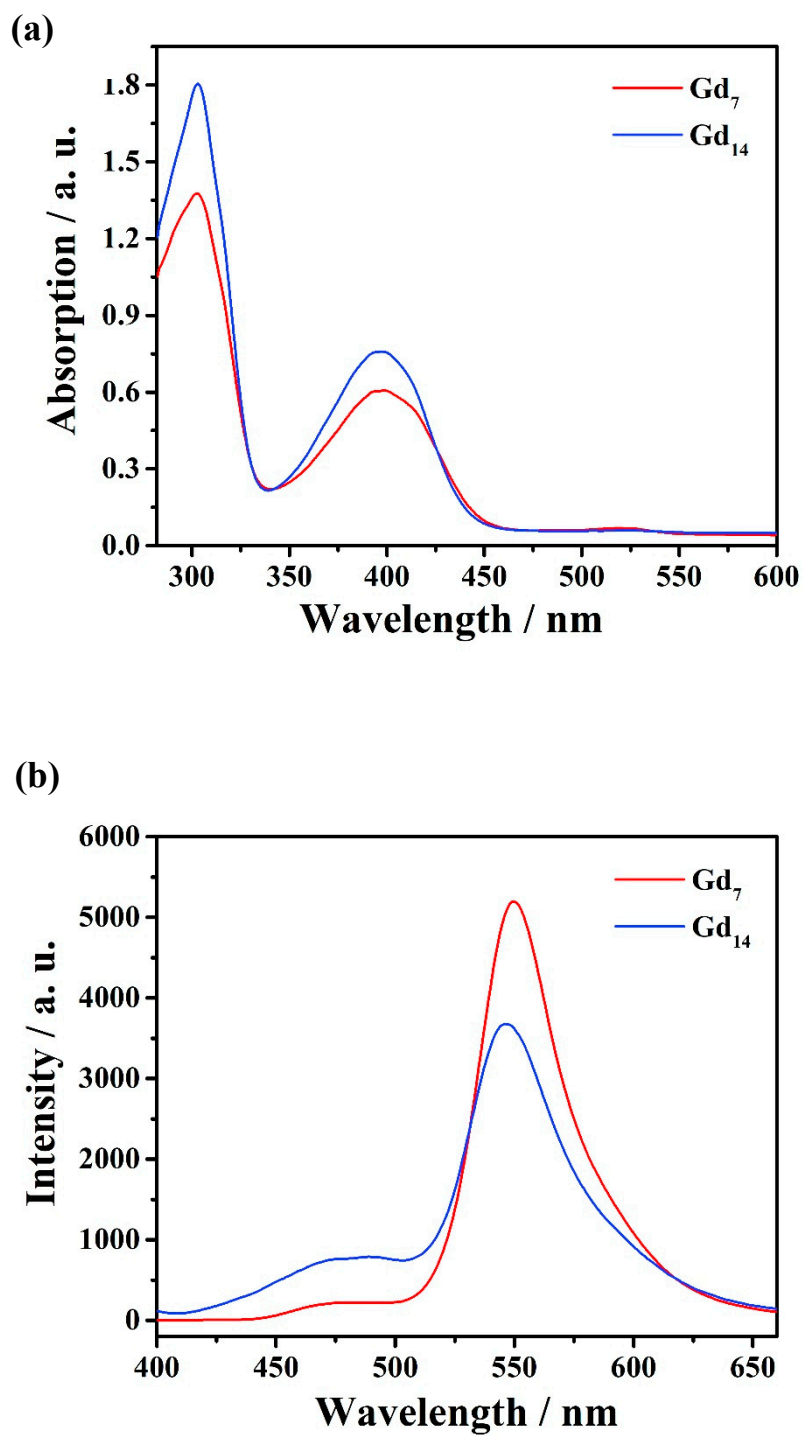 (a)
Gd7
Gd14
1.8
1.5
1.2
0.9
0.6
0.3
0.0
Absorption / a. u.
300 350 400 450 500 550 600
Wavelength / nm
(b)
Gd7
Gd14
6000
5000
4000
3000
2000
1000
0
Intensity / a. u.
400 450 500 550 600 650
Wavelength / nm